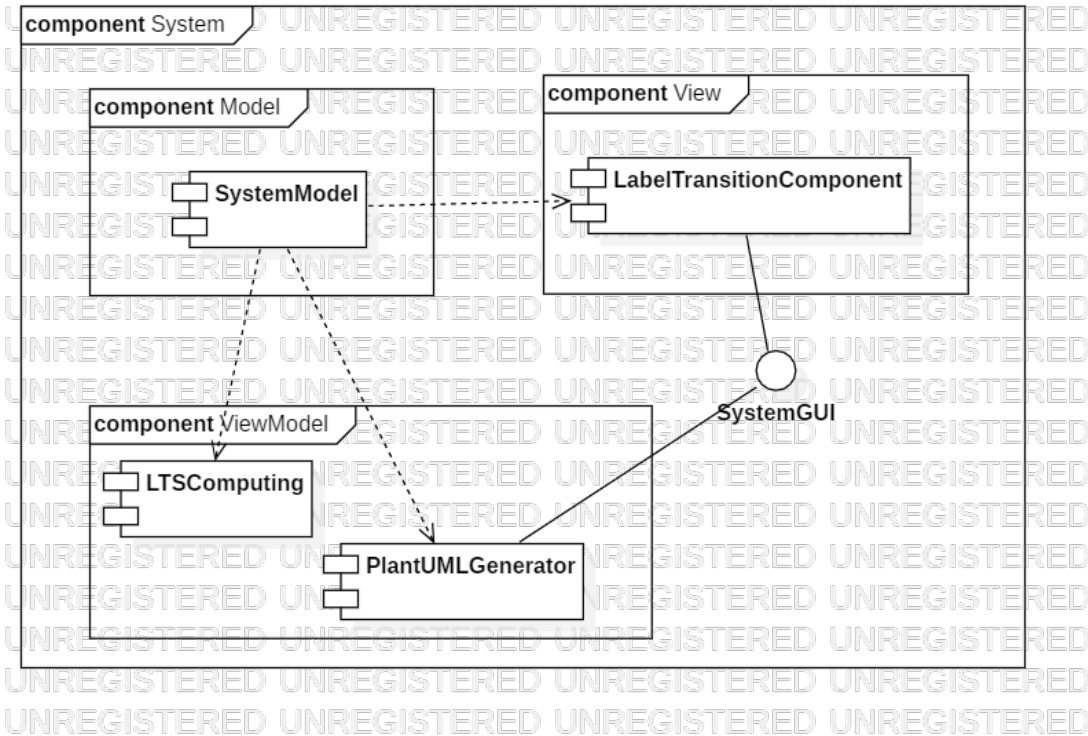 component System
component Model
component View
SystemModel
LabelTransitionComponent
SystemGUI
component ViewModel
LTSComputing
PlantUMLGenerator
UNREGISTERED